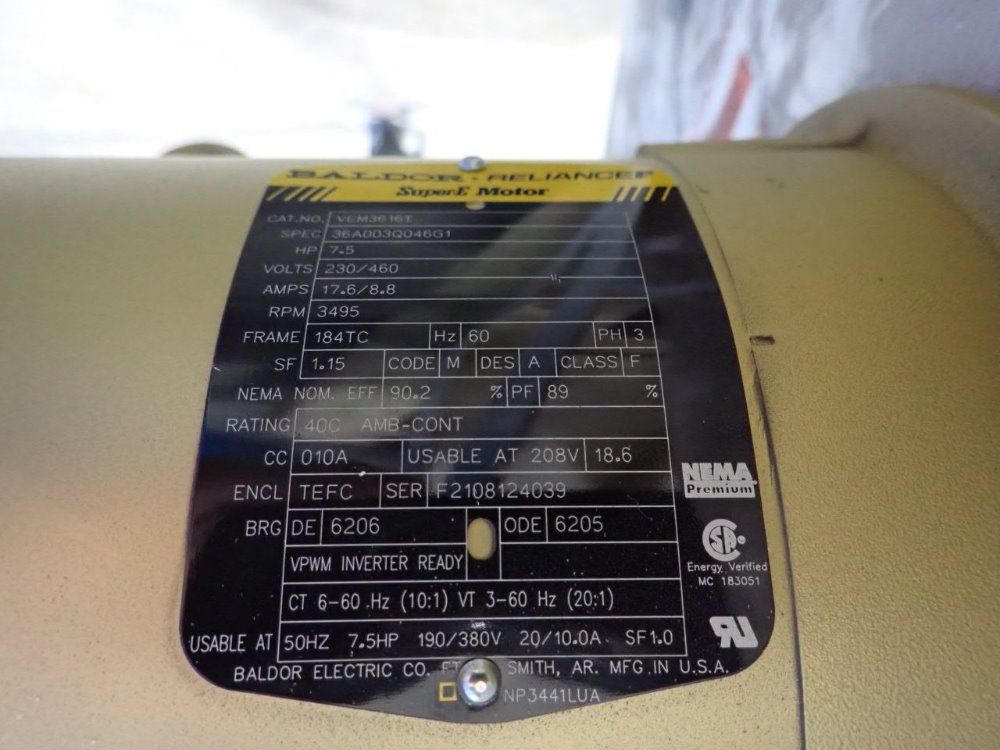 BALDOR · RELIANCE
Super-E Motor
CAT.NO. VEM3616T
SPEC 36A003Q046G1
HP 7.5
VOLTS 230/460
AMPS 17.6/8.8
RPM 3495
FRAME 184TC Hz 60 PH 3
SF 1.15 CODE M DES A CLASS F
NEMA NOM. EFF 90.2 % PF 89 %
RATING 40C AMB-CONT
CC 010A USABLE AT 208V 18.6
ENCL TEFC SER F2108124039
BRG DE 6206 ODE 6205
VPWM INVERTER READY
CT 6-60 Hz (10:1) VT 3-60 Hz (20:1)
USABLE AT 50HZ 7.5HP 190/380V 20/10.0A SF1.0
BALDOR ELECTRIC CO. FT SMITH, AR. MFG.IN U.S.A.
NP3441LUA
NEMA
Premium
SA ®
Energy Verified
MC 183051
RU